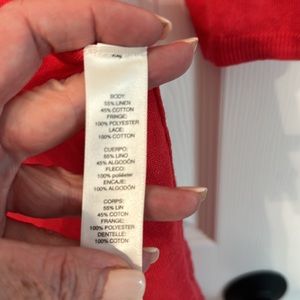 BODY:
55% LINEN
45% COTTON
FRINGE:
100% POLYESTER
LACE:
100% COTTON
CUERPO:
55% LINO
45% ALGODÓN
FLECO:
100% poliéster
ENCAJE:
100% ALGODÓN
CORPS:
55% LIN
45% COTON
FRANGE:
100% POLYESTER
DENTELLE:
100% COTON